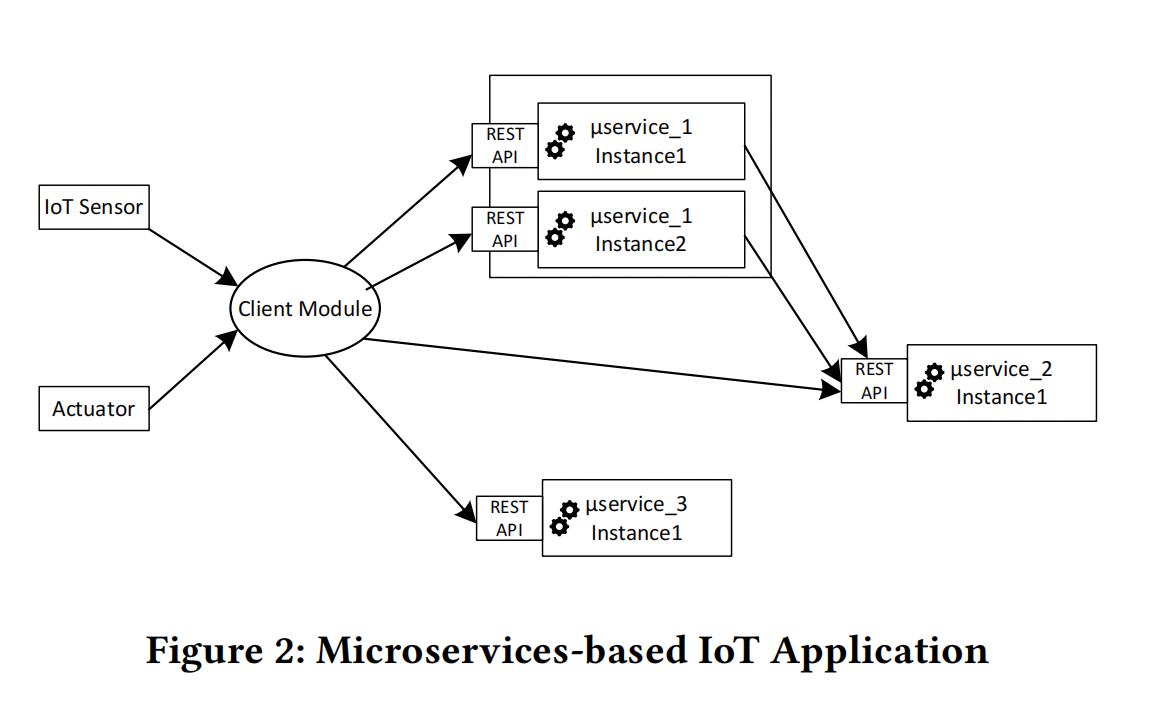 REST
API
µservice_1
Instance1
IoT Sensor
REST
API
µservice_1
Instance2
Client Module
REST
API
µservice_2
Instance1
Actuator
REST
API
µservice_3
Instance1
Figure 2: Microservices-based IoT Application